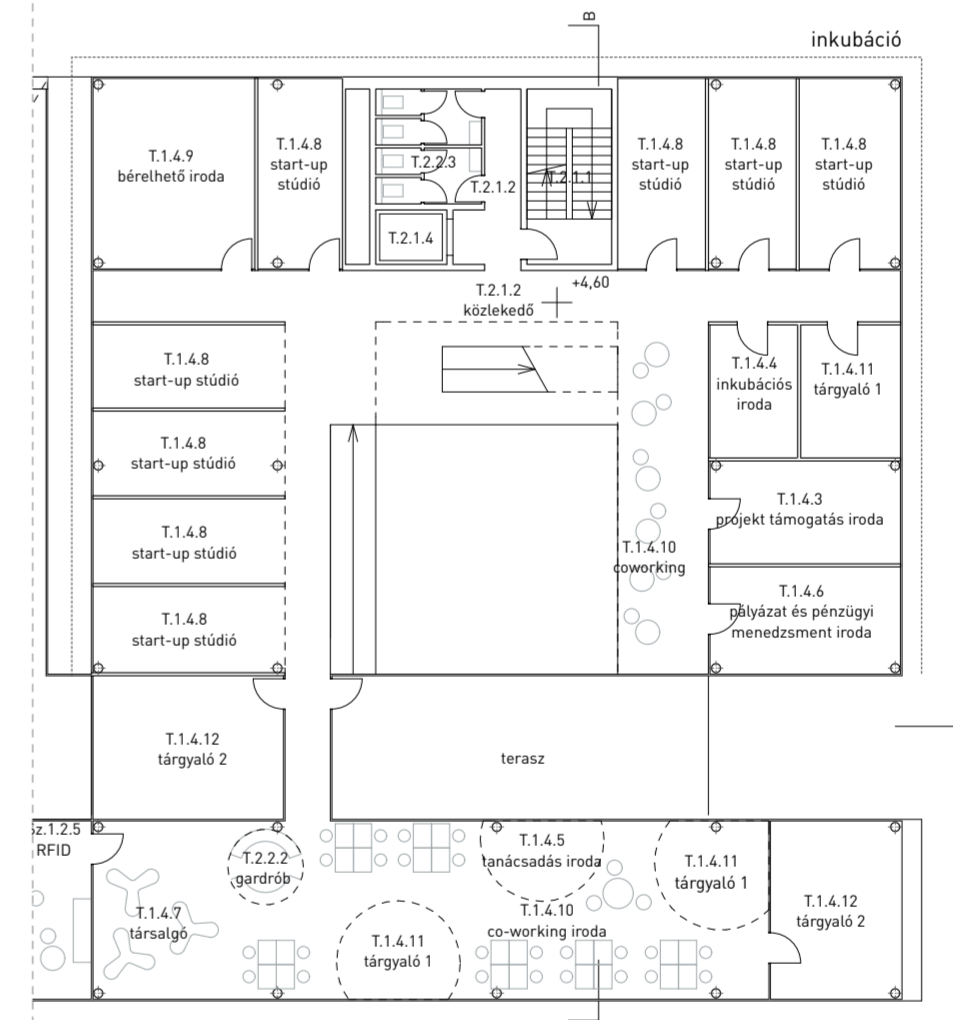 B
inkubáció
T.1.4.9
bérelhető iroda
T.1.4.8
start-up
stúdió
T.2.2.3
T.2.1.2
T.2.1.1
T.2.1.4
T.1.4.8
start-up
stúdió
T.1.4.8
start-up
stúdió
T.1.4.8
start-up
stúdió
T.2.1.2
közlekedő
+4,60
T.1.4.8
start-up stúdió
T.1.4.4
inkubációs
iroda
T.1.4.11
tárgyaló 1
T.1.4.8
start-up stúdió
T.1.4.3
projekt támogatás iroda
T.1.4.8
start-up stúdió
T.1.4.10
coworking
T.1.4.6
pályázat és pénzügyi
menedzsment iroda
T.1.4.8
start-up stúdió
T.1.4.12
tárgyaló 2
terasz
Sz.1.2.5
RFID
T.2.2.2
gardrób
T.1.4.5
tanácsadás iroda
T.1.4.11
tárgyaló 1
T.1.4.7
társalgó
T.1.4.11
tárgyaló 1
T.1.4.10
co-working iroda
T.1.4.12
tárgyaló 2